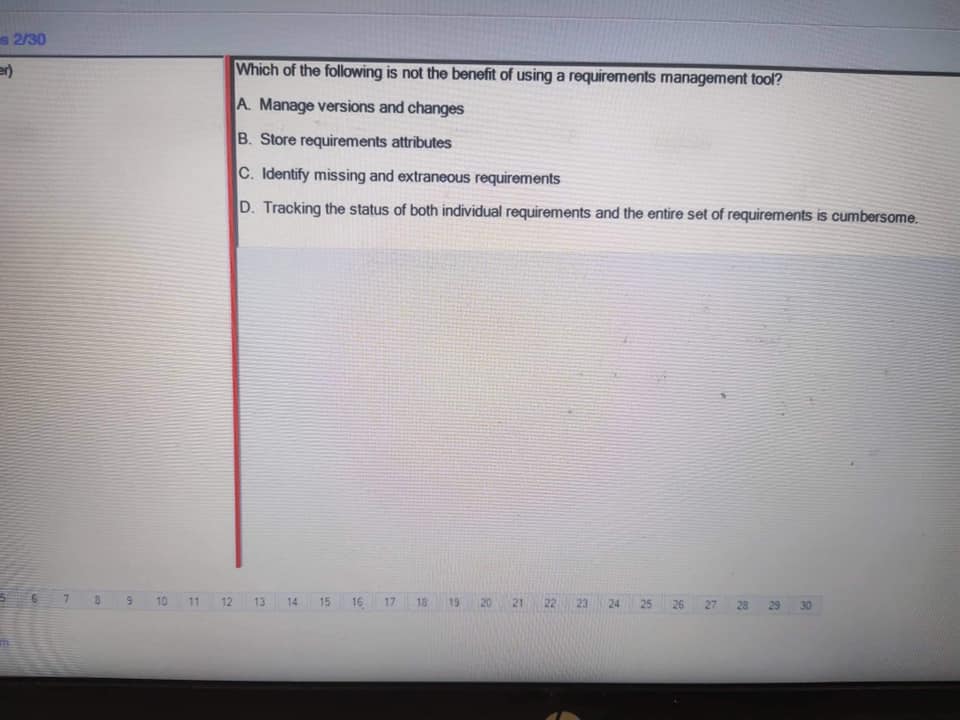 s 2/30
er)
Which of the following is not the benefit of using a requirements management tool?
A. Manage versions and changes
B. Store requirements attributes
C. Identify missing and extraneous requirements
D. Tracking the status of both individual requirements and the entire set of requirements is cumbersome.
5 6 7 8 9 10 11 12 13 14 15 16 17 18 19 20 21 22 23 24 25 26 27 28 29 30